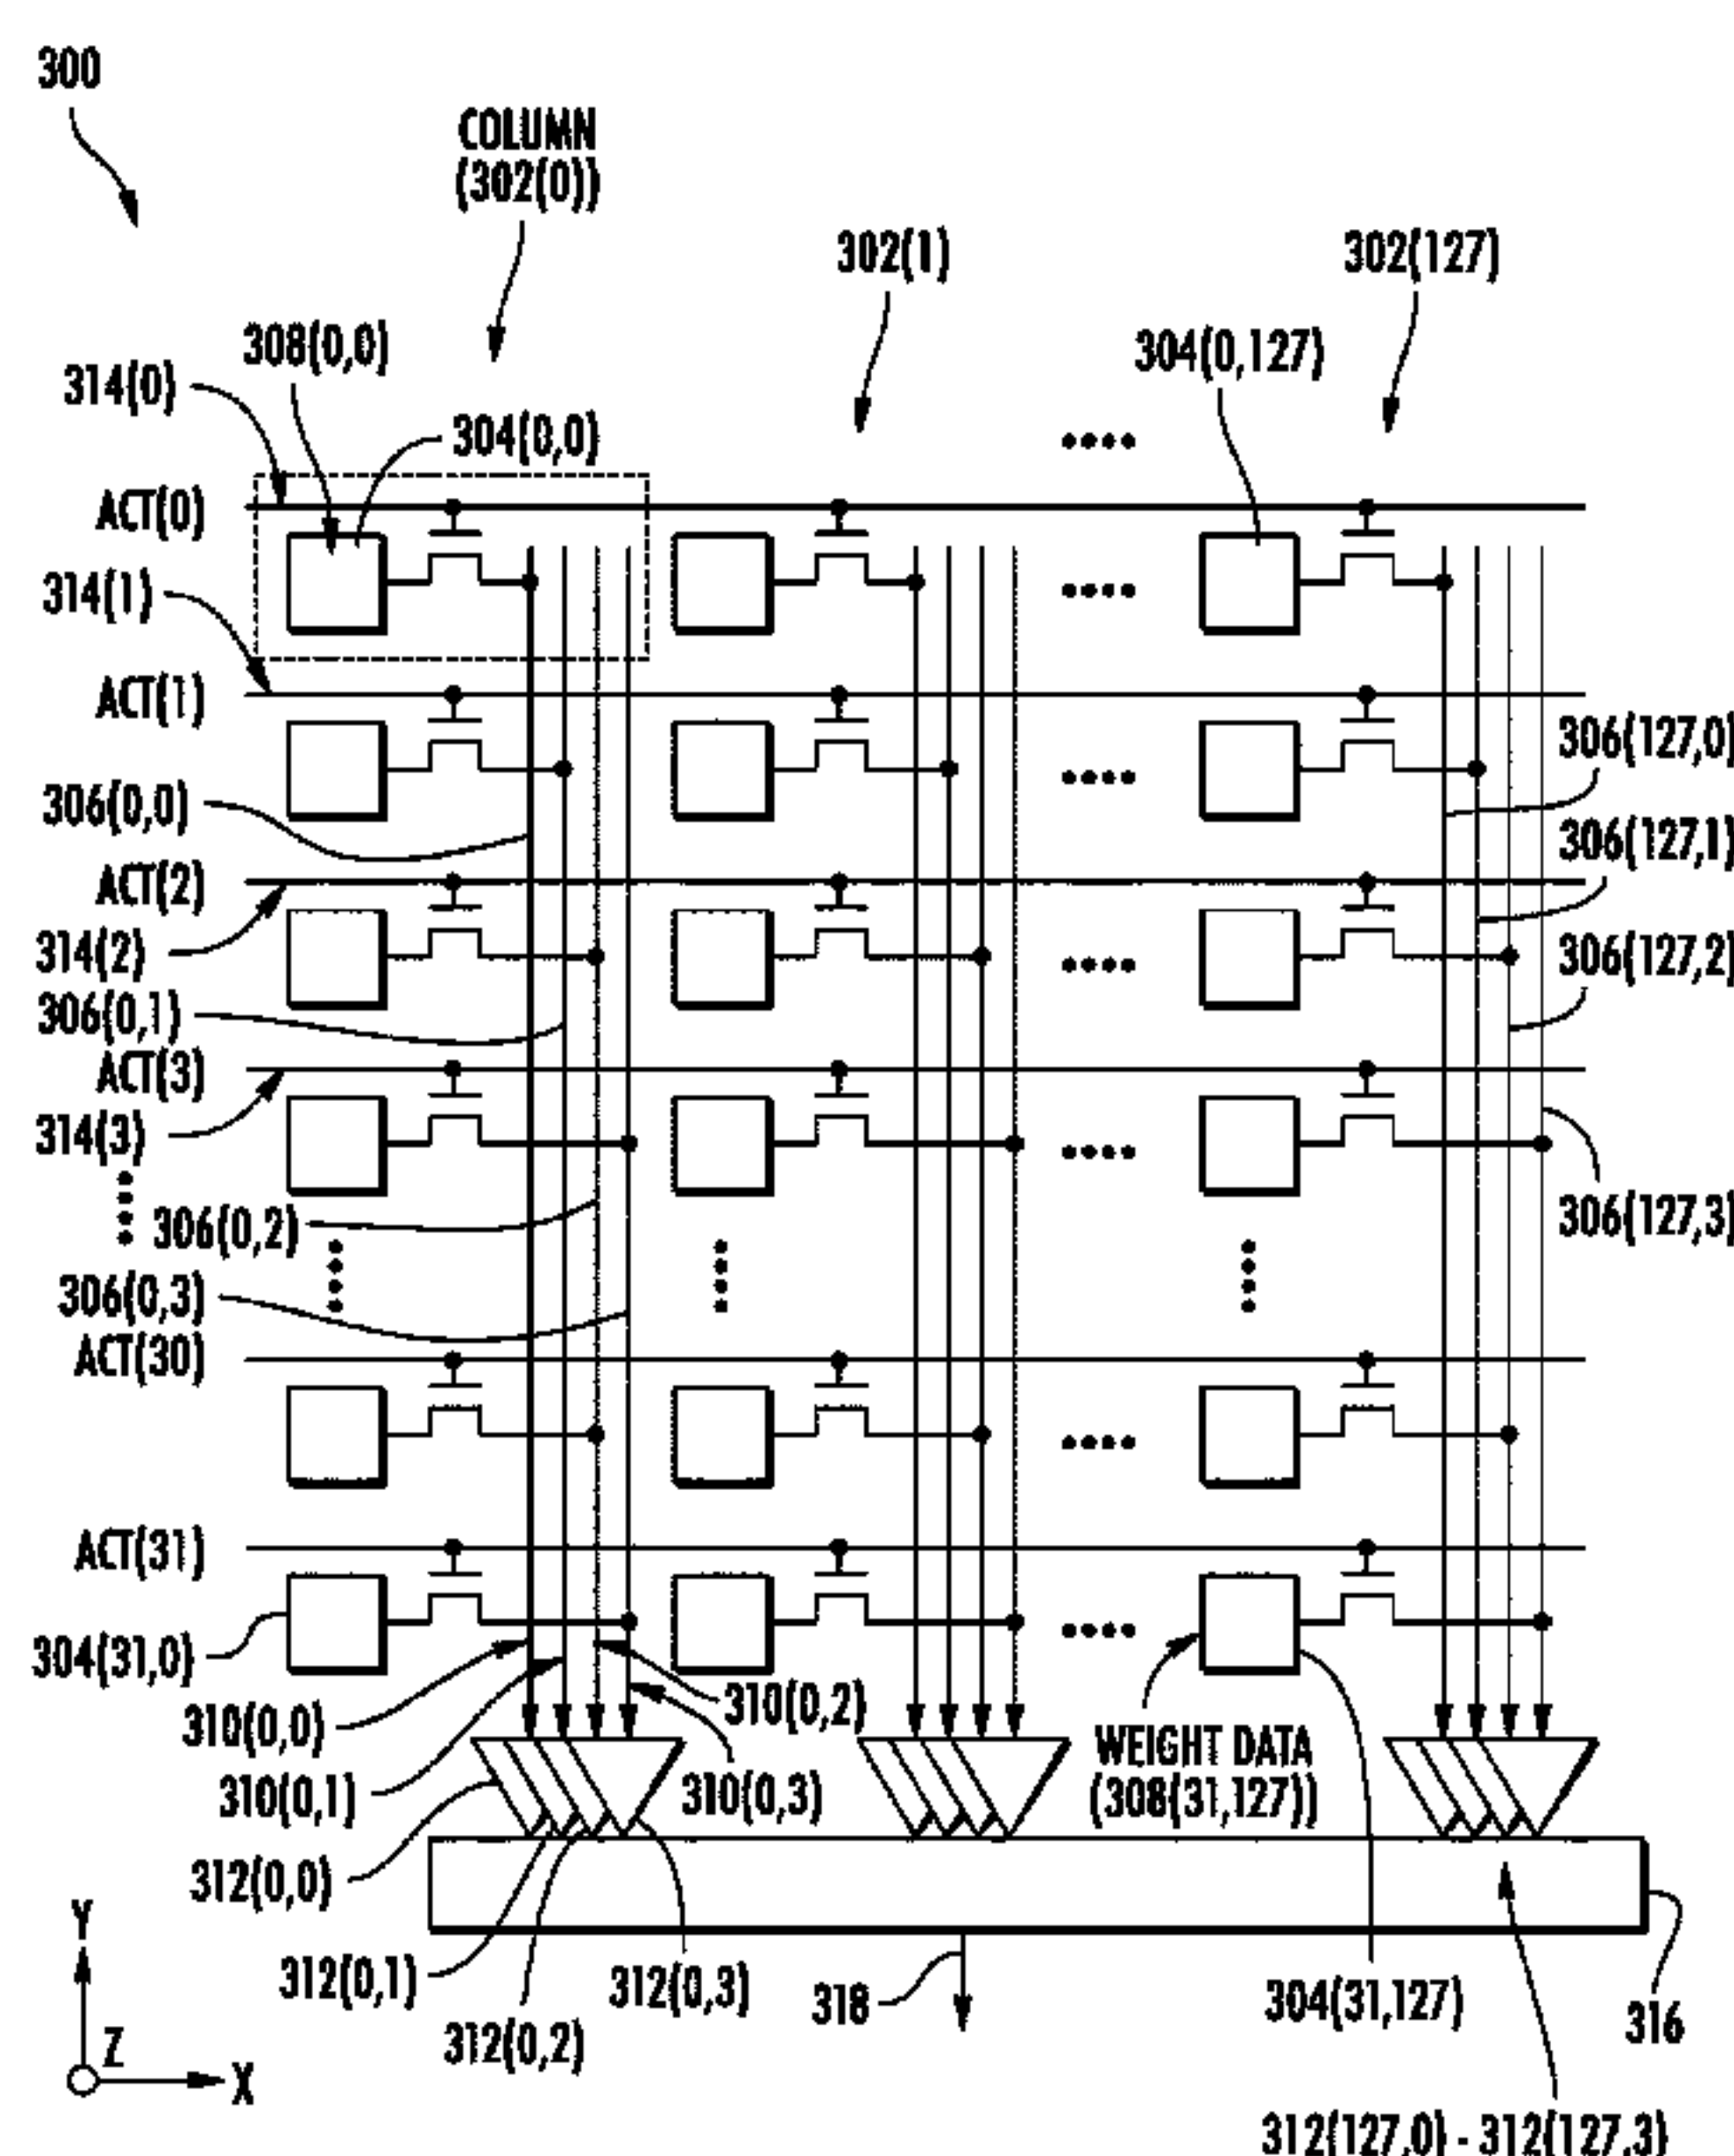 300
COLUMN
(302(0))
302(1)
302(127)
308(0,0)
304(0,127)
314(0)
304(0,0)
ACT(0)
314(1)
ACT(1)
306(127,0)
306(0,0)
306(127,1)
ACT(2)
314(2)
306(127,2)
306(0,1)
ACT(3)
314(3)
306(127,3)
306(0,2)
306(0,3)
ACT(30)
ACT(31)
304(31,0)
310(0,0)
310(0,2)
WEIGHT DATA
(308(31,127))
310(0,1)
310(0,3)
312(0,0)
312(0,1)
312(0,3)
318
304(31,127)
316
312(0,2)
Y
Z
X
312(127,0) - 312(127,3)